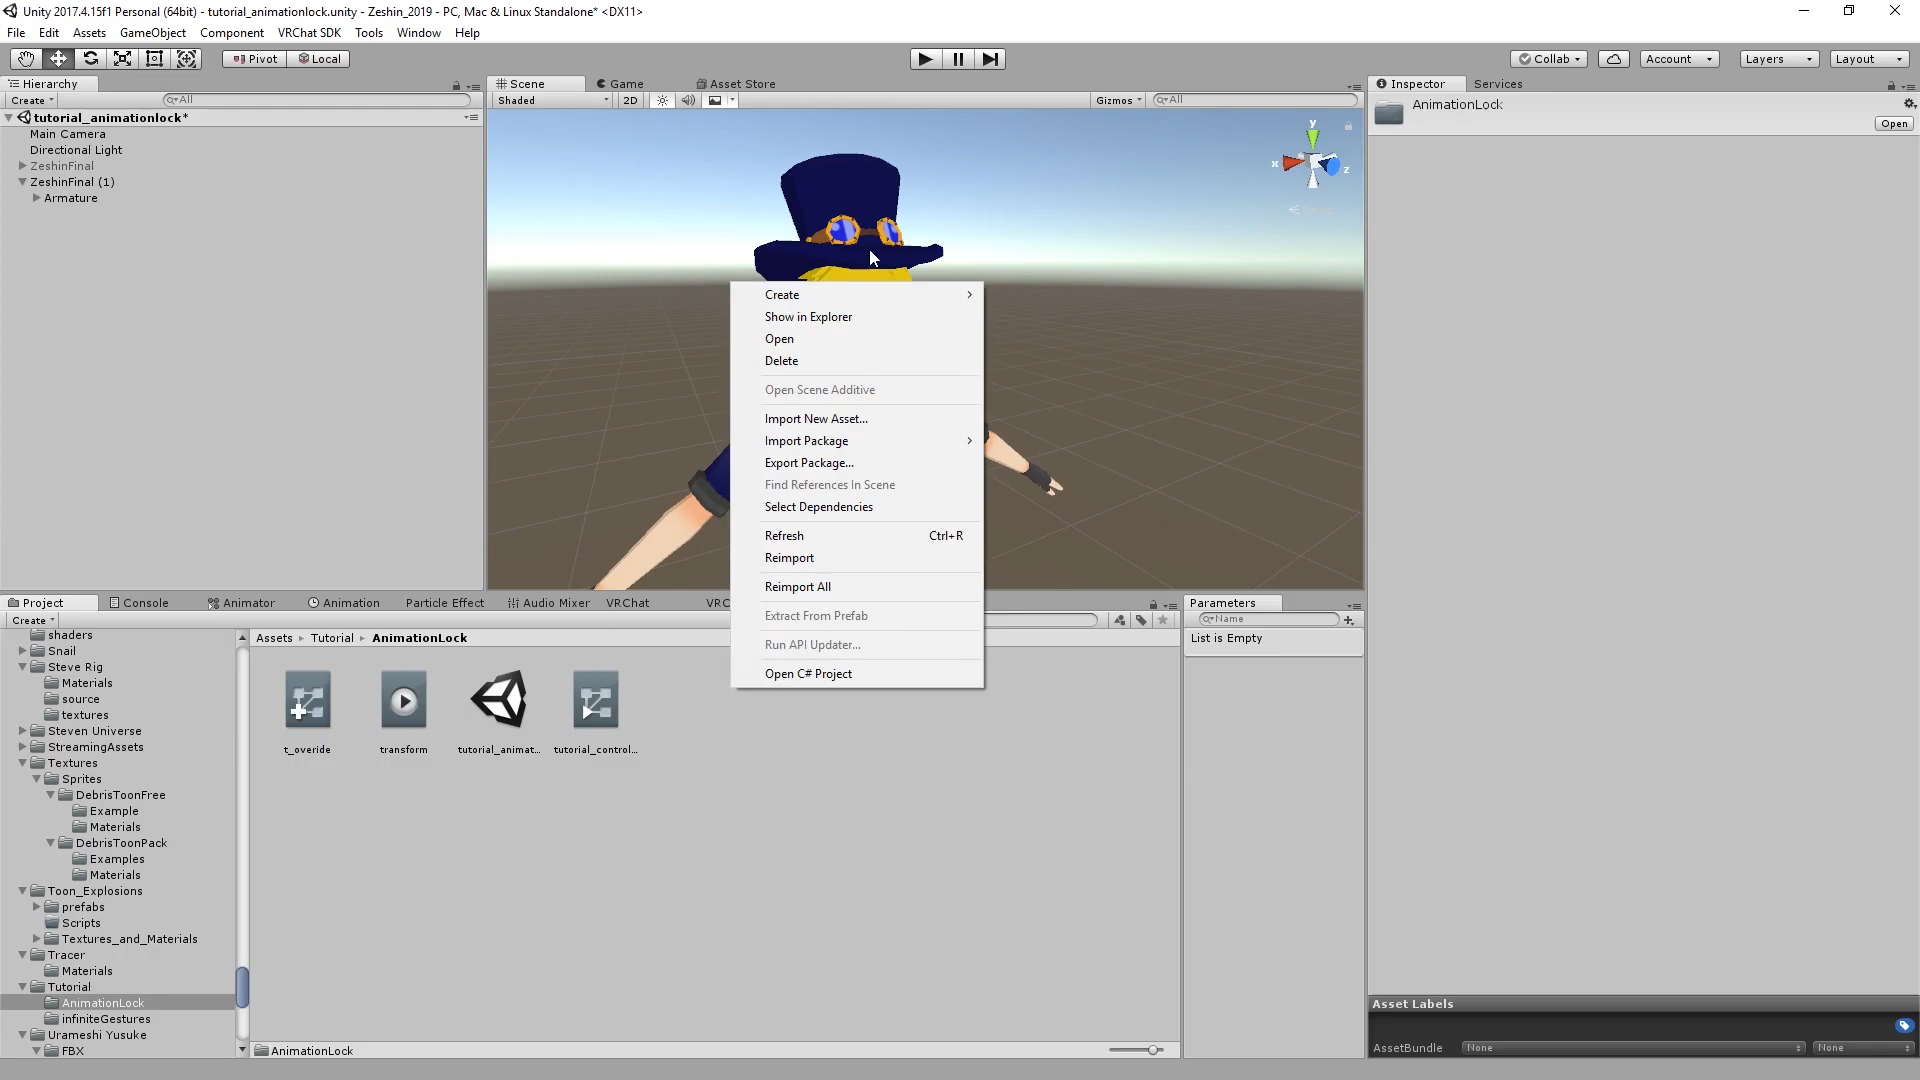 Unity 2017.4.15f1 Personal (64bit) - tutorial_animationlock.unity - Zeshin_2019 - PC, Mac & Linux Standalone* <DX11>
File Edit Assets GameObject Component VRChat SDK Tools Window Help
Pivot Local Collab Account Layers Layout
Hierarchy Scene Game Asset Store Inspector Services
Create All Shaded 2D Gizmos All
AnimationLock
Open
tutorial_animationlock*
Main Camera
Directional Light
ZeshinFinal
ZeshinFinal (1)
Armature
y
x
z
Create
Show in Explorer
Open
Delete
Open Scene Additive
Import New Asset...
Import Package
Export Package...
Find References In Scene
Select Dependencies
Refresh Ctrl+R
Reimport
Reimport All
Extract From Prefab
Run API Updater...
Open C# Project
Project Console Animator Animation Particle Effect Audio Mixer VRChat VRC Parameters
Create Name
Assets Tutorial AnimationLock
List is Empty
shaders
Snail
Steve Rig
Materials
source
textures
Steven Universe
StreamingAssets
Textures
Sprites
DebrisToonFree
Example
Materials
DebrisToonPack
Examples
Materials
Toon_Explosions
prefabs
Scripts
Textures_and_Materials
Tracer
Materials
Tutorial
AnimationLock
infiniteGestures
Urameshi Yusuke
FBX
t_overide transform tutorial_animat... tutorial_control...
AnimationLock
Asset Labels
AssetBundle None None